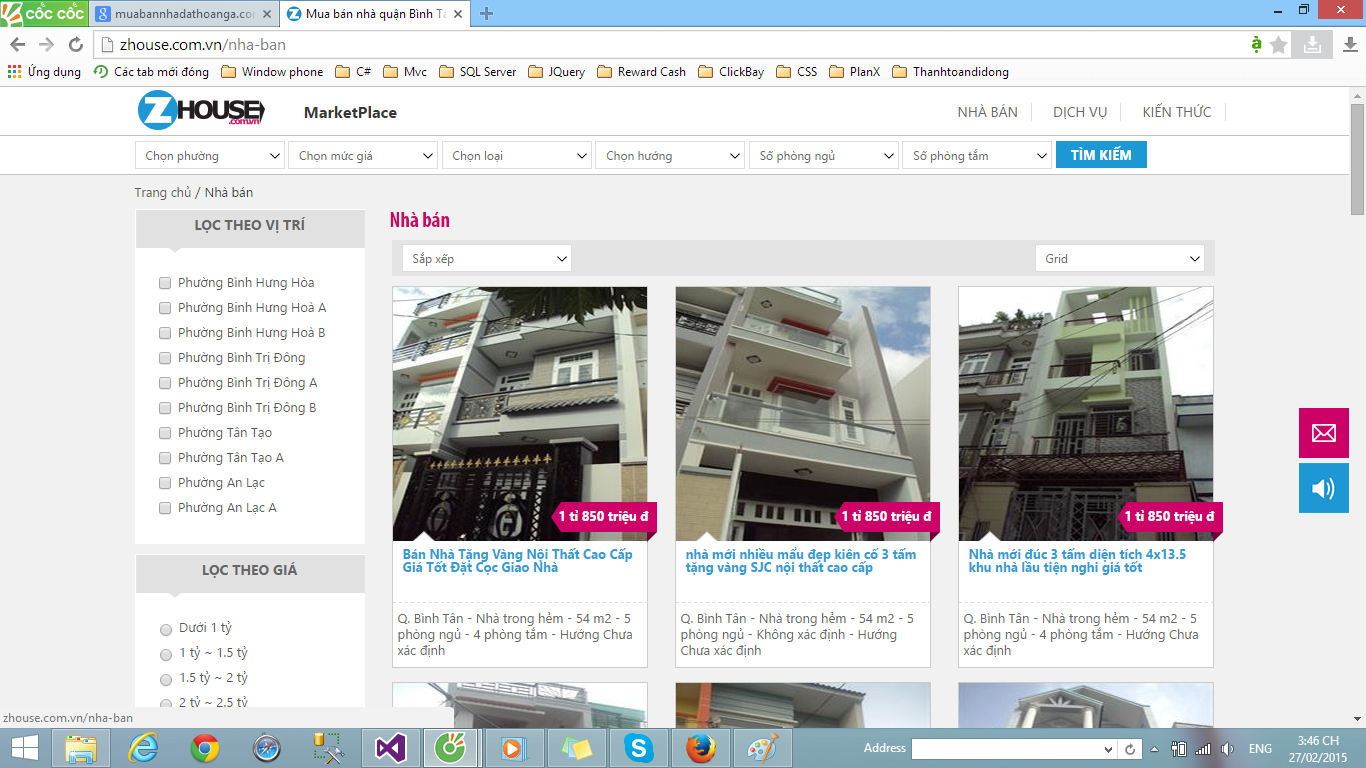 cốc cốc
muabannhadathoanga.co
Mua bán nhà quận Bình Tâ
zhouse.com.vn/nha-ban
Ứng dụng
Các tab mới đóng
Window phone
C#
Mvc
SQL Server
JQuery
Reward Cash
ClickBay
CSS
PlanX
Thanhtoandidong
ZHOUSE
.com.vn
MarketPlace
NHÀ BÁN
DỊCH VỤ
KIẾN THỨC
Chọn phường
Chọn mức giá
Chọn loại
Chọn hướng
Số phòng ngủ
Số phòng tắm
TÌM KIẾM
Trang chủ / Nhà bán
LỌC THEO VỊ TRÍ
Phường Bình Hưng Hòa
Phường Bình Hưng Hoà A
Phường Bình Hưng Hoà B
Phường Bình Trị Đông
Phường Bình Trị Đông A
Phường Bình Trị Đông B
Phường Tân Tạo
Phường Tân Tạo A
Phường An Lạc
Phường An Lạc A
LỌC THEO GIÁ
Dưới 1 tỷ
1 tỷ ~ 1.5 tỷ
1.5 tỷ ~ 2 tỷ
2 tỷ ~ 2.5 tỷ
Nhà bán
Sắp xếp
Grid
1 tỉ 850 triệu đ
Bán Nhà Tặng Vàng Nội Thất Cao Cấp
Giá Tốt Đặt Cọc Giao Nhà
Q. Bình Tân - Nhà trong hẻm - 54 m2 - 5
phòng ngủ - 4 phòng tắm - Hướng Chưa
xác định
1 tỉ 850 triệu đ
nhà mới nhiều mẩu đẹp kiên cố 3 tấm
tặng vàng SJC nội thất cao cấp
Q. Bình Tân - Nhà trong hẻm - 54 m2 - 5
phòng ngủ - Không xác định - Hướng
Chưa xác định
1 tỉ 850 triệu đ
Nhà mới đúc 3 tấm diện tích 4x13.5
khu nhà lầu tiện nghi giá tốt
Q. Bình Tân - Nhà trong hẻm - 54 m2 - 5
phòng ngủ - 4 phòng tắm - Hướng Chưa
xác định
zhouse.com.vn/nha-ban
Address
ENG
3:46 CH
27/02/2015